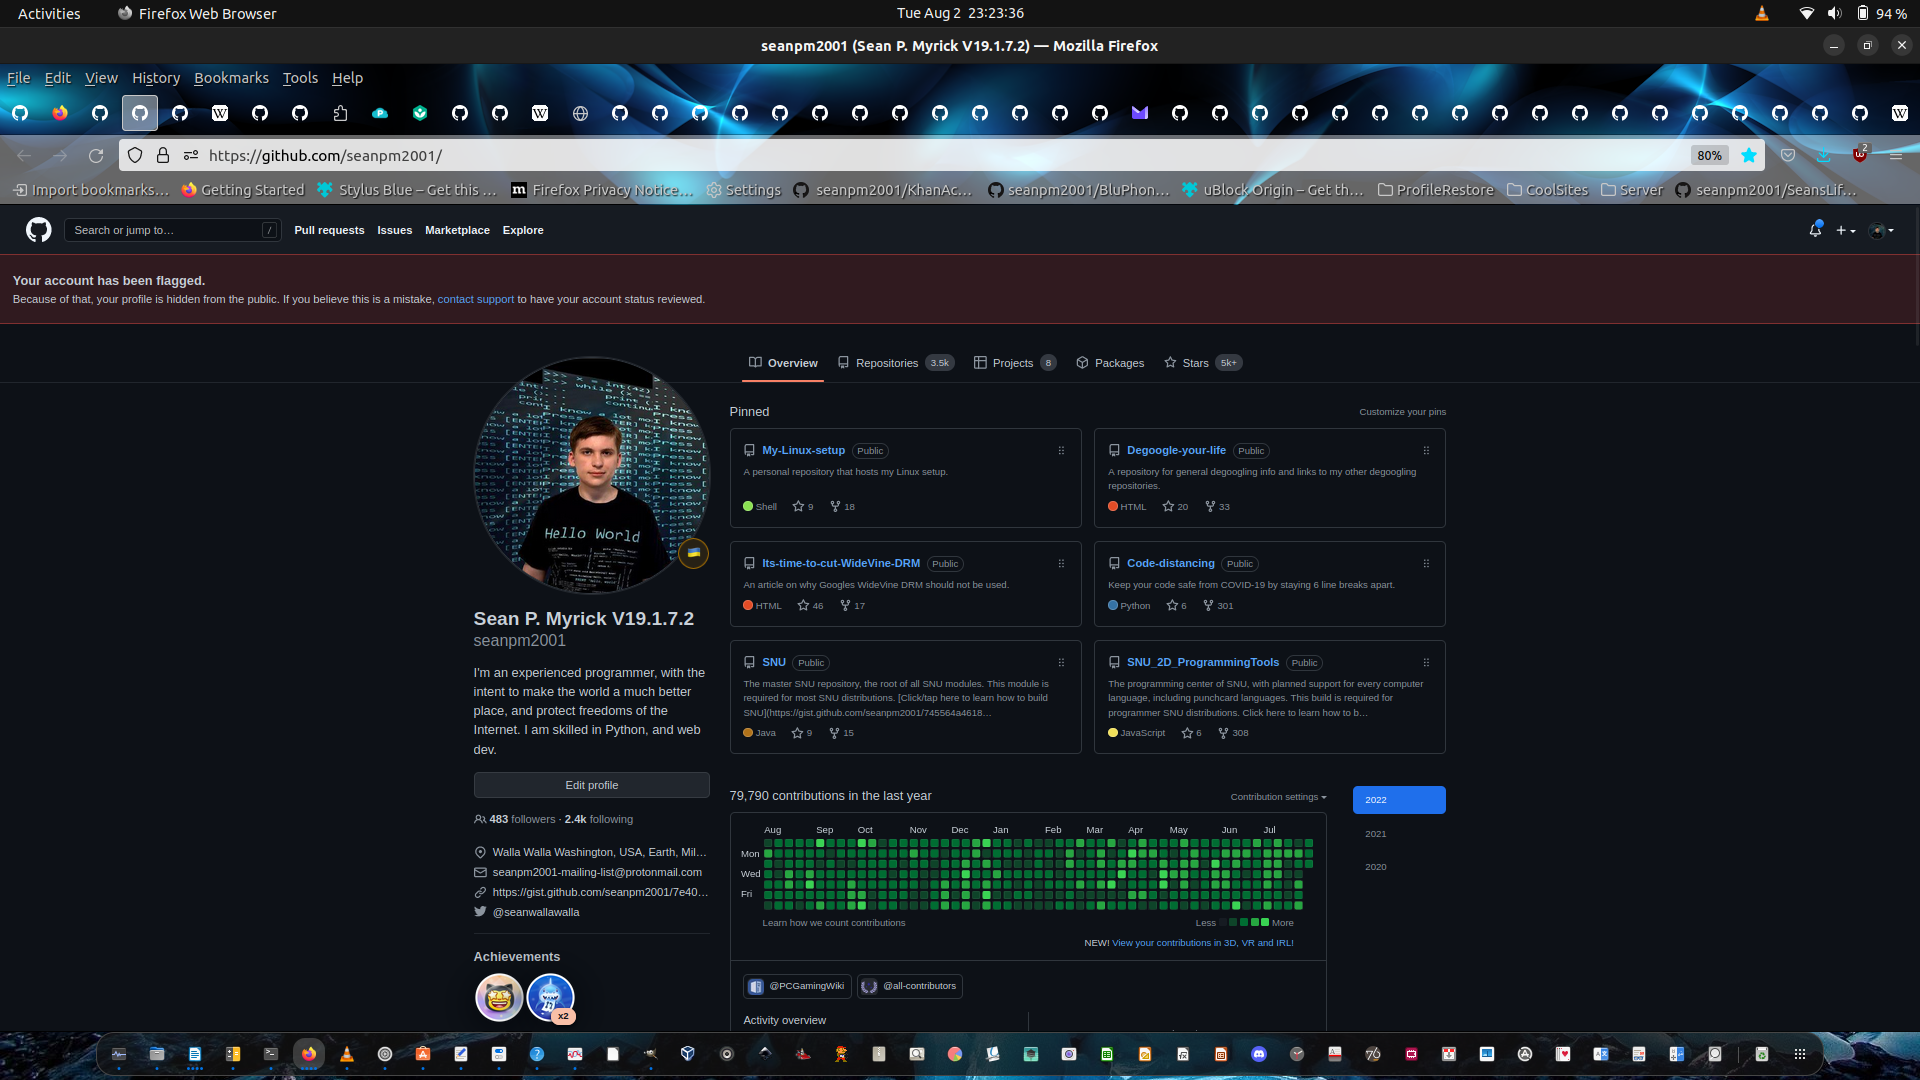 Activities
Firefox Web Browser
Tue Aug 2 23:23:36
94 %
seanpm2001 (Sean P. Myrick V19.1.7.2) — Mozilla Firefox
File Edit View History Bookmarks Tools Help
https://github.com/seanpm2001/
80%
2
Import bookmarks…
Getting Started
Stylus Blue – Get this …
Firefox Privacy Notice…
Settings
seanpm2001/KhanAc…
seanpm2001/BluPhon…
uBlock Origin – Get th…
ProfileRestore
CoolSites
Server
seanpm2001/SeansLif…
Search or jump to…
/
Pull requests
Issues
Marketplace
Explore
Your account has been flagged.
Because of that, your profile is hidden from the public. If you believe this is a mistake, contact support to have your account status reviewed.
Overview
Repositories 3.5k
Projects 8
Packages
Stars 5k+
Hello World
Sean P. Myrick V19.1.7.2
seanpm2001
I'm an experienced programmer, with the
intent to make the world a much better
place, and protect freedoms of the
Internet. I am skilled in Python, and web
dev.
Edit profile
483 followers · 2.4k following
Walla Walla Washington, USA, Earth, Mil…
seanpm2001-mailing-list@protonmail.com
https://gist.github.com/seanpm2001/7e40…
@seanwallawalla
Achievements
x2
Pinned
Customize your pins
My-Linux-setup Public
A personal repository that hosts my Linux setup.
Shell 9 18
Degoogle-your-life Public
A repository for general degoogling info and links to my other degoogling
repositories.
HTML 20 33
Its-time-to-cut-WideVine-DRM Public
An article on why Googles WideVine DRM should not be used.
HTML 46 17
Code-distancing Public
Keep your code safe from COVID-19 by staying 6 line breaks apart.
Python 6 301
SNU Public
The master SNU repository, the root of all SNU modules. This module is
required for most SNU distributions. [Click/tap here to learn how to build
SNU](https://gist.github.com/seanpm2001/745564a4618…
Java 9 15
SNU_2D_ProgrammingTools Public
The programming center of SNU, with planned support for every computer
language, including punchcard languages. This build is required for
programmer SNU distributions. Click here to learn how to b…
JavaScript 6 308
79,790 contributions in the last year
Contribution settings
2022
2021
2020
Aug Sep Oct Nov Dec Jan Feb Mar Apr May Jun Jul
Mon
Wed
Fri
Learn how we count contributions
Less More
NEW! View your contributions in 3D, VR and IRL!
@PCGamingWiki
@all-contributors
Activity overview